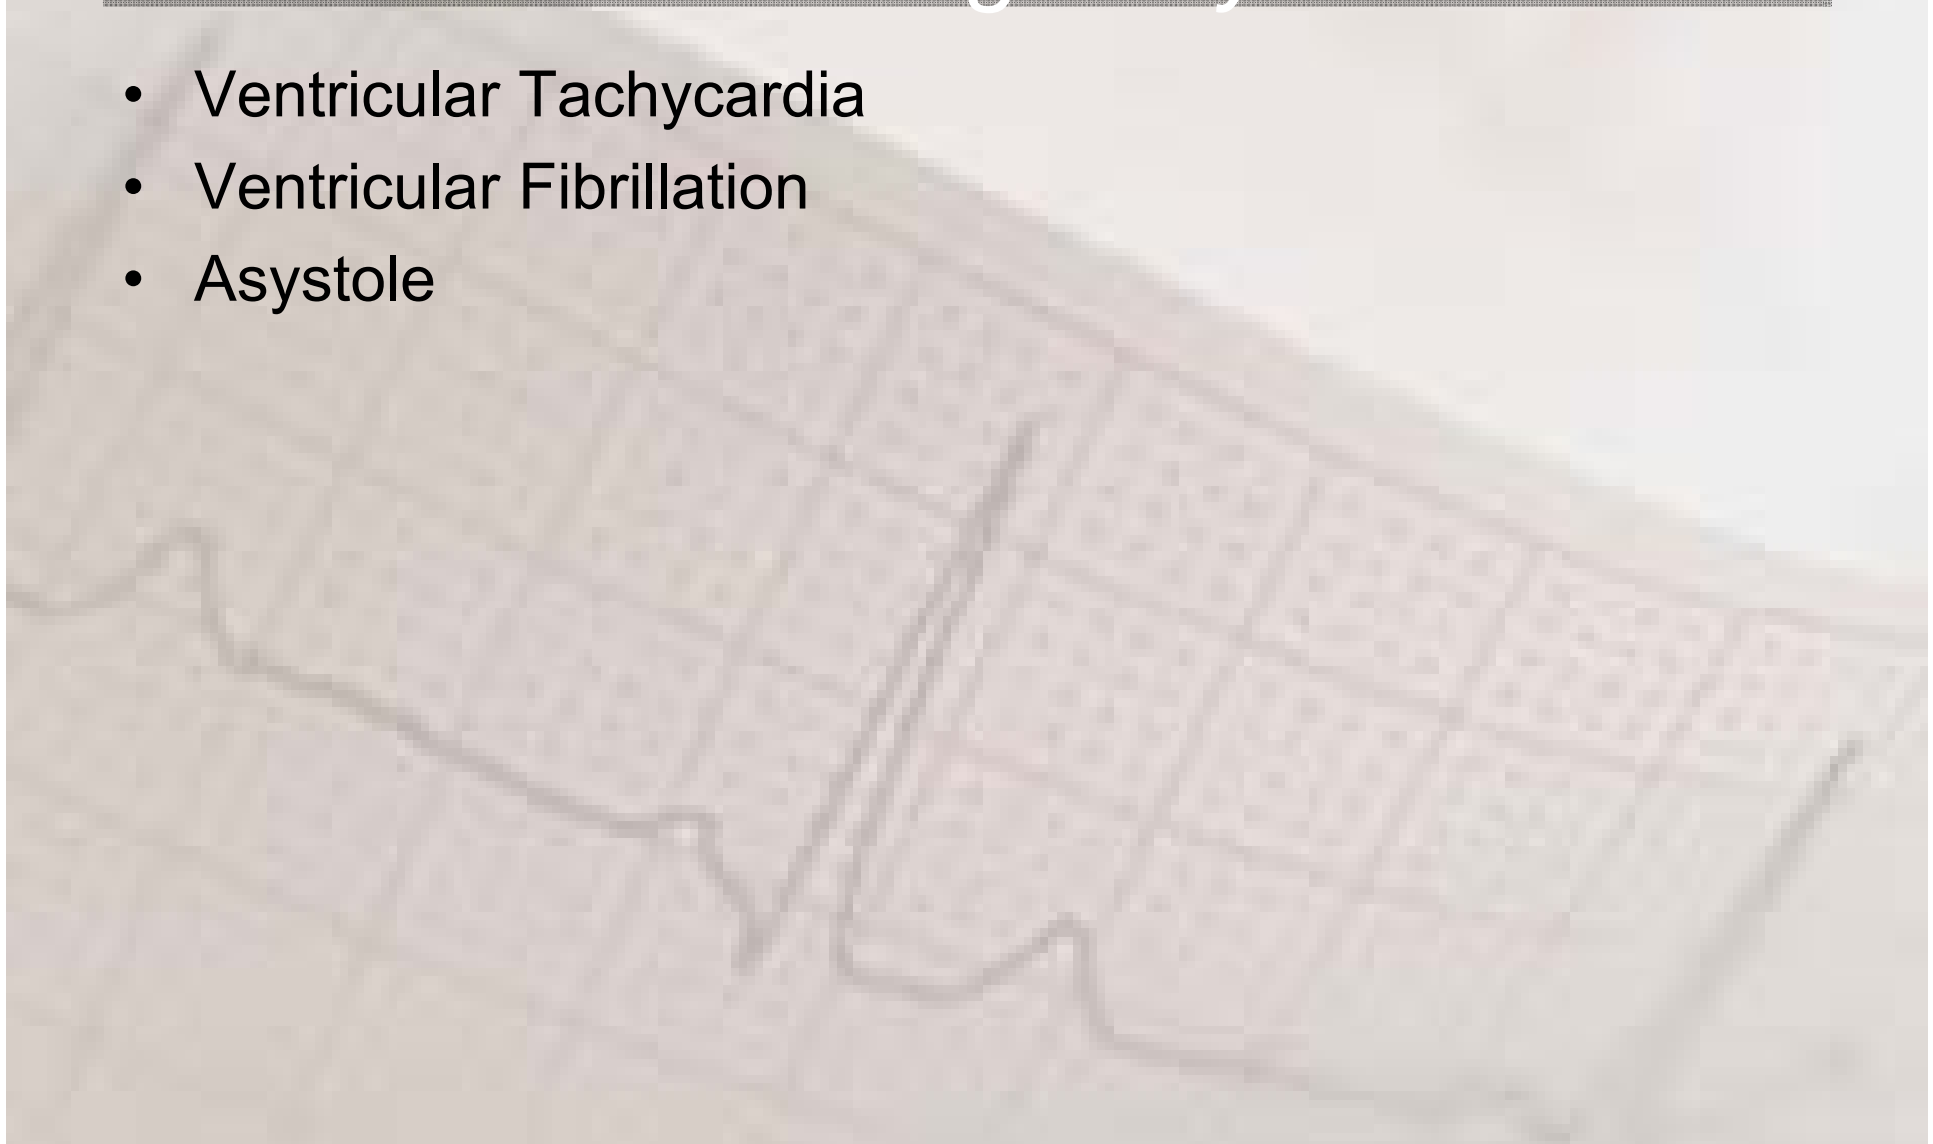 • Ventricular Tachycardia
• Ventricular Fibrillation
• Asystole